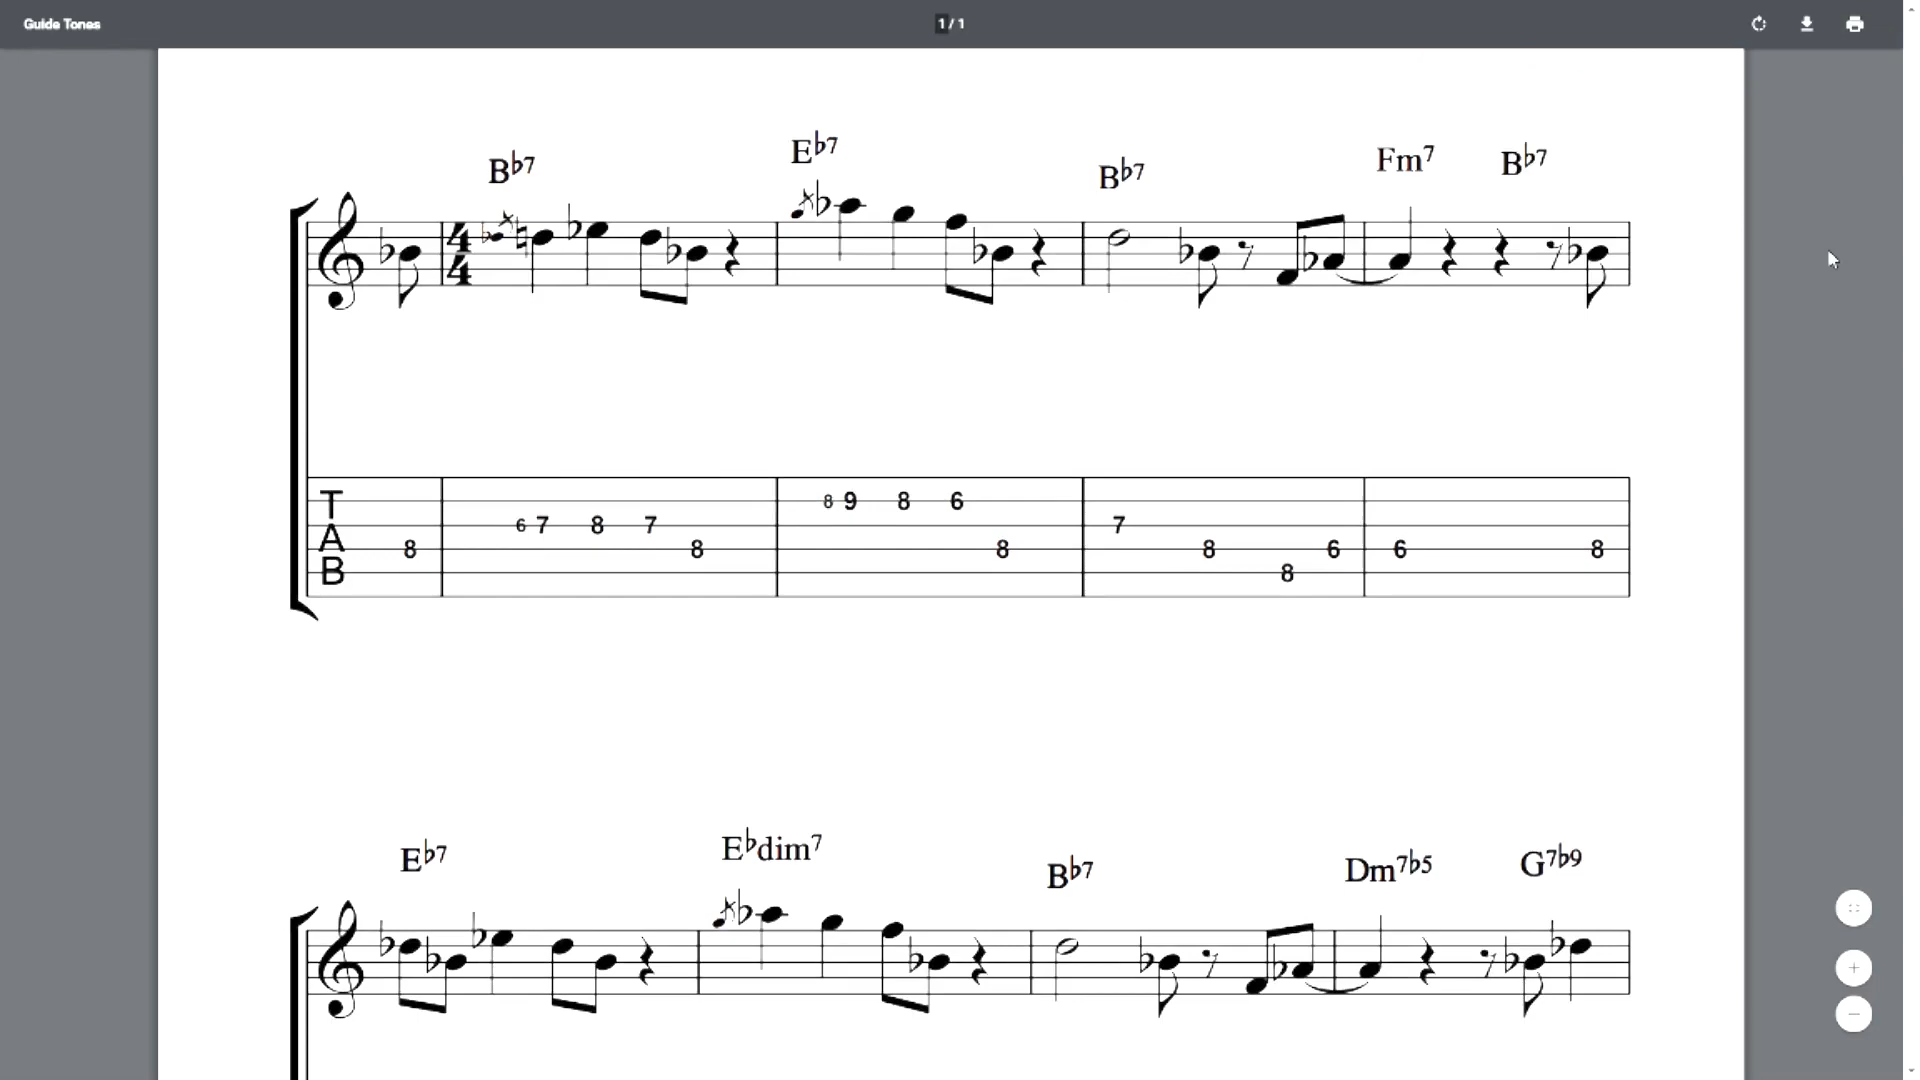 Guide Tones
1 / 1
B♭7 E♭7 B♭7 Fm7 B♭7
4
4
T
A
B
8 9 8 6
6 7 8 7 7
8 8 8 8 6 6 8
8
E♭7 E♭dim7 B♭7 Dm7♭5 G7♭9